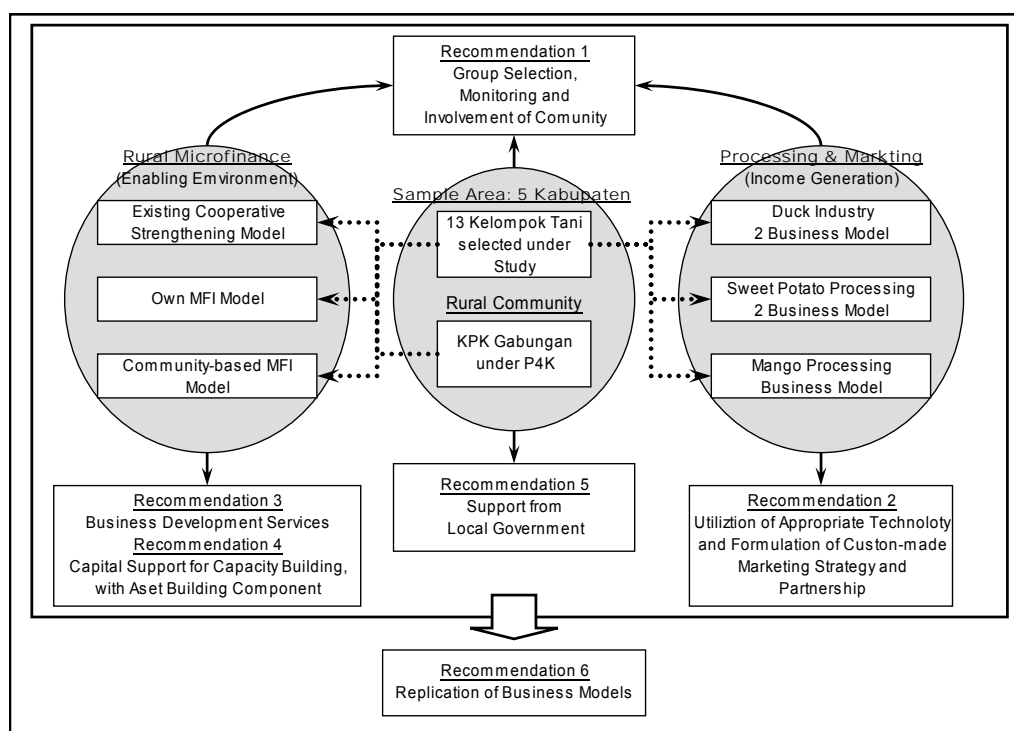 Recommendation 1
Group Selection,
Monitoring and
Involvement of Comunity
Rural Microfinance
(Enabling Emvironment)
Existing Cooperative
Strengthening Model
Own MFI Model
Community-based MFI
Model
Sample Area: 5 Kabupaten
13 Kelompok Tani
selected under
Study
Rural Community
KPK Gabungan
under P4K
Processing & Markting
(Income Generation)
Duck Industry
2 Business Model
Sweet Potato Processing
2 Business Model
Mango Processing
Business Model
Recommendation 3
Business Development Services
Recommendation 4
Capital Support for Capacity Building,
with Aset Building Component
Recommendation 5
Support from
Local Government
Recommendation 2
Utiliztion of Appropriate Technoloty
and Formulation of Custon-made
Marketing Strategy and
Partnership
Recommendation 6
Replication of Business Models